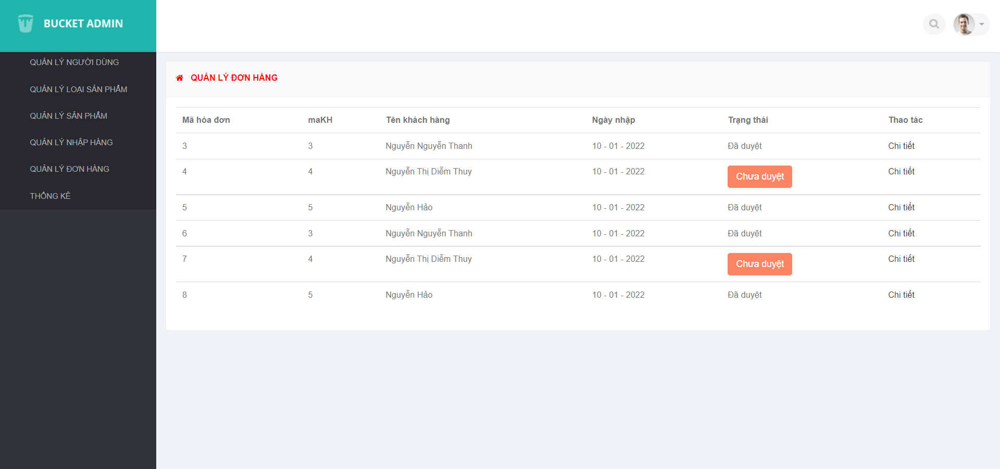 BUCKET ADMIN
QUẢN LÝ NGƯỜI DÙNG
QUẢN LÝ LOẠI SẢN PHẨM
QUẢN LÝ SẢN PHẨM
QUẢN LÝ NHẬP HÀNG
QUẢN LÝ ĐƠN HÀNG
THỐNG KÊ
QUẢN LÝ ĐƠN HÀNG
Mã hóa đơn maKH Tên khách hàng Ngày nhập Trạng thái Thao tác
3 3 Nguyễn Nguyễn Thanh 10 - 01 - 2022 Đã duyệt Chi tiết
4 4 Nguyễn Thị Diễm Thuy 10 - 01 - 2022 Chưa duyệt Chi tiết
5 5 Nguyễn Hảo 10 - 01 - 2022 Đã duyệt Chi tiết
6 3 Nguyễn Nguyễn Thanh 10 - 01 - 2022 Đã duyệt Chi tiết
7 4 Nguyễn Thị Diễm Thuy 10 - 01 - 2022 Chưa duyệt Chi tiết
8 5 Nguyễn Hảo 10 - 01 - 2022 Đã duyệt Chi tiết